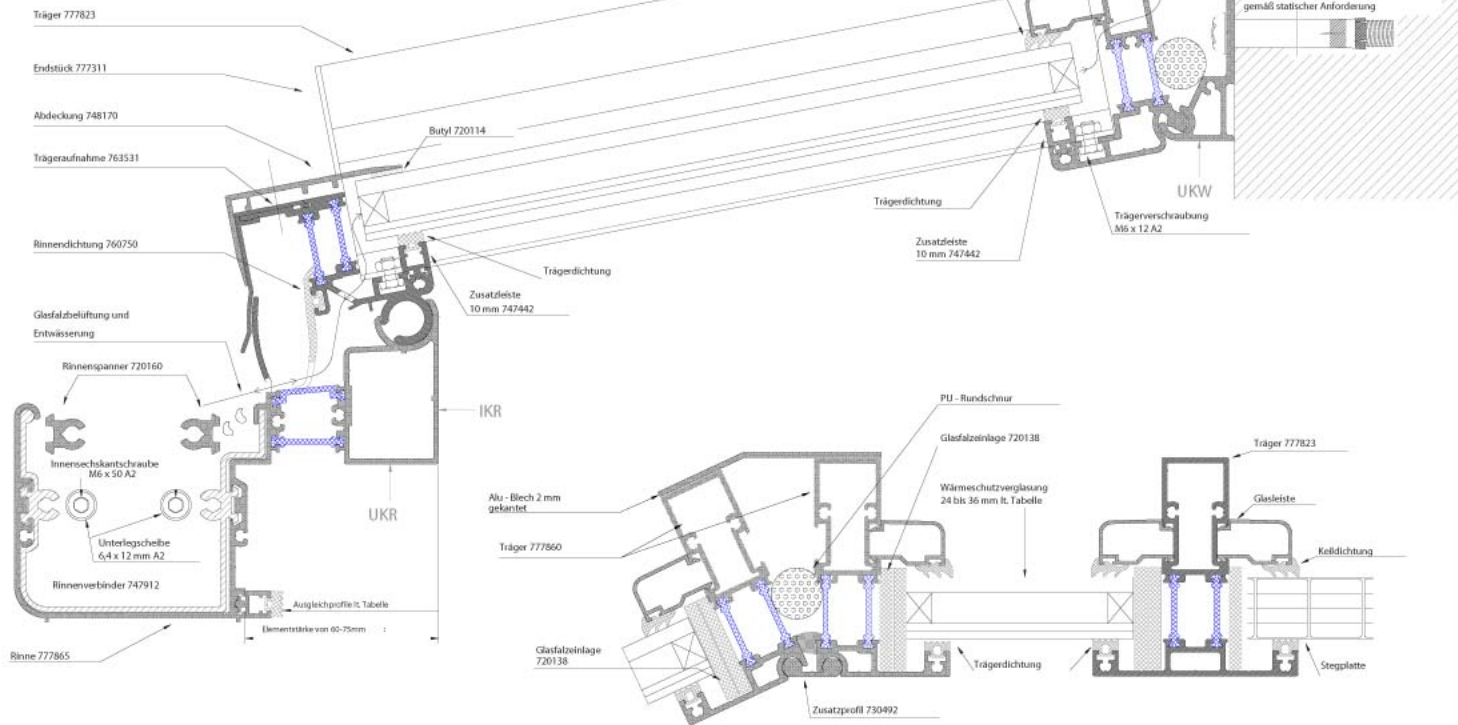 Träger 777823
gemäß statischer Anforderung
Endstück 777311
Abdeckung 748170
Butyl 720114
Trägeraufnahme 763531
UKW
Trägerdichtung
Trägerverschraubung
M6 x 12 A2
Rinnendichtung 760750
Zusatzleiste
10 mm 747442
Trägerdichtung
Zusatzleiste
10 mm 747442
Glasfalzbelüftung und
Entwässerung
Rinnenspanner 720160
IKR
PU - Rundschnur
Glasfalzeinlage 720138
Träger 777823
Innensechskantschraube
M6 x 50 A2
Alu - Blech 2 mm
gekantet
Wärmeschutzverglasung
24 bis 36 mm lt. Tabelle
Glasleiste
UKR
Unterlegscheibe
6,4 x 12 mm A2
Träger 777860
Keildichtung
Rinnenverbinder 747912
Ausgleichprofile lt. Tabelle
Elementstärke von 60-75mm :
Rinne 777865
Glasfalzeinlage
720138
Trägerdichtung
Stegplatte
Zusatzprofil 730492